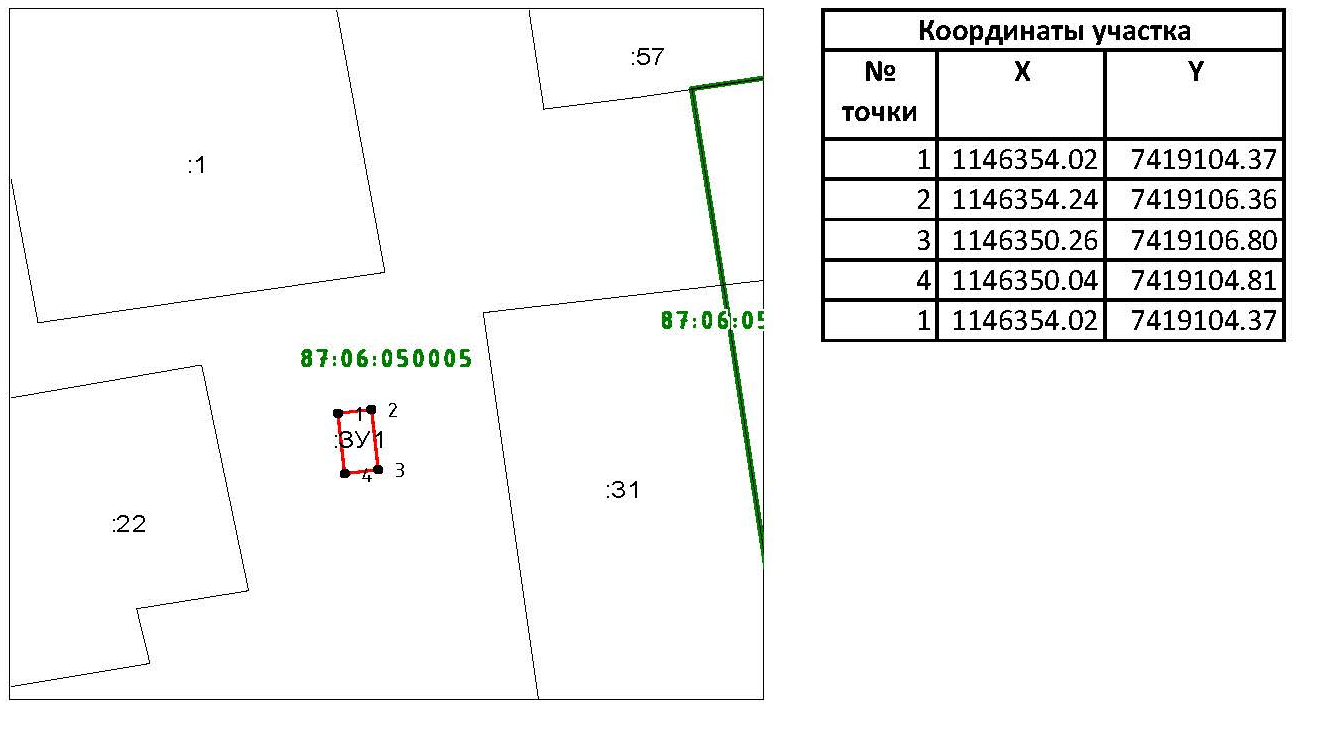 :57
:1
87:06:05
87:06:050005
1 2
:ЗУ1
4 3
:31
:22
Координаты участка
№ точки X Y
1 1146354.02 7419104.37
2 1146354.24 7419106.36
3 1146350.26 7419106.80
4 1146350.04 7419104.81
1 1146354.02 7419104.37